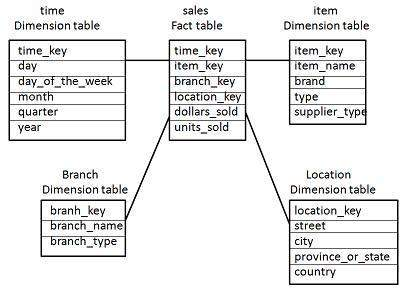 time
Dimension table
time_key
day
day_of_the_week
month
quarter
year
sales
Fact table
time_key
item_key
branch_key
location_key
dollars_sold
units_sold
item
Dimension table
item_key
item_name
brand
type
supplier_type
Branch
Dimension table
branh_key
branch_name
branch_type
Location
Dimension table
location_key
street
city
province_or_state
country